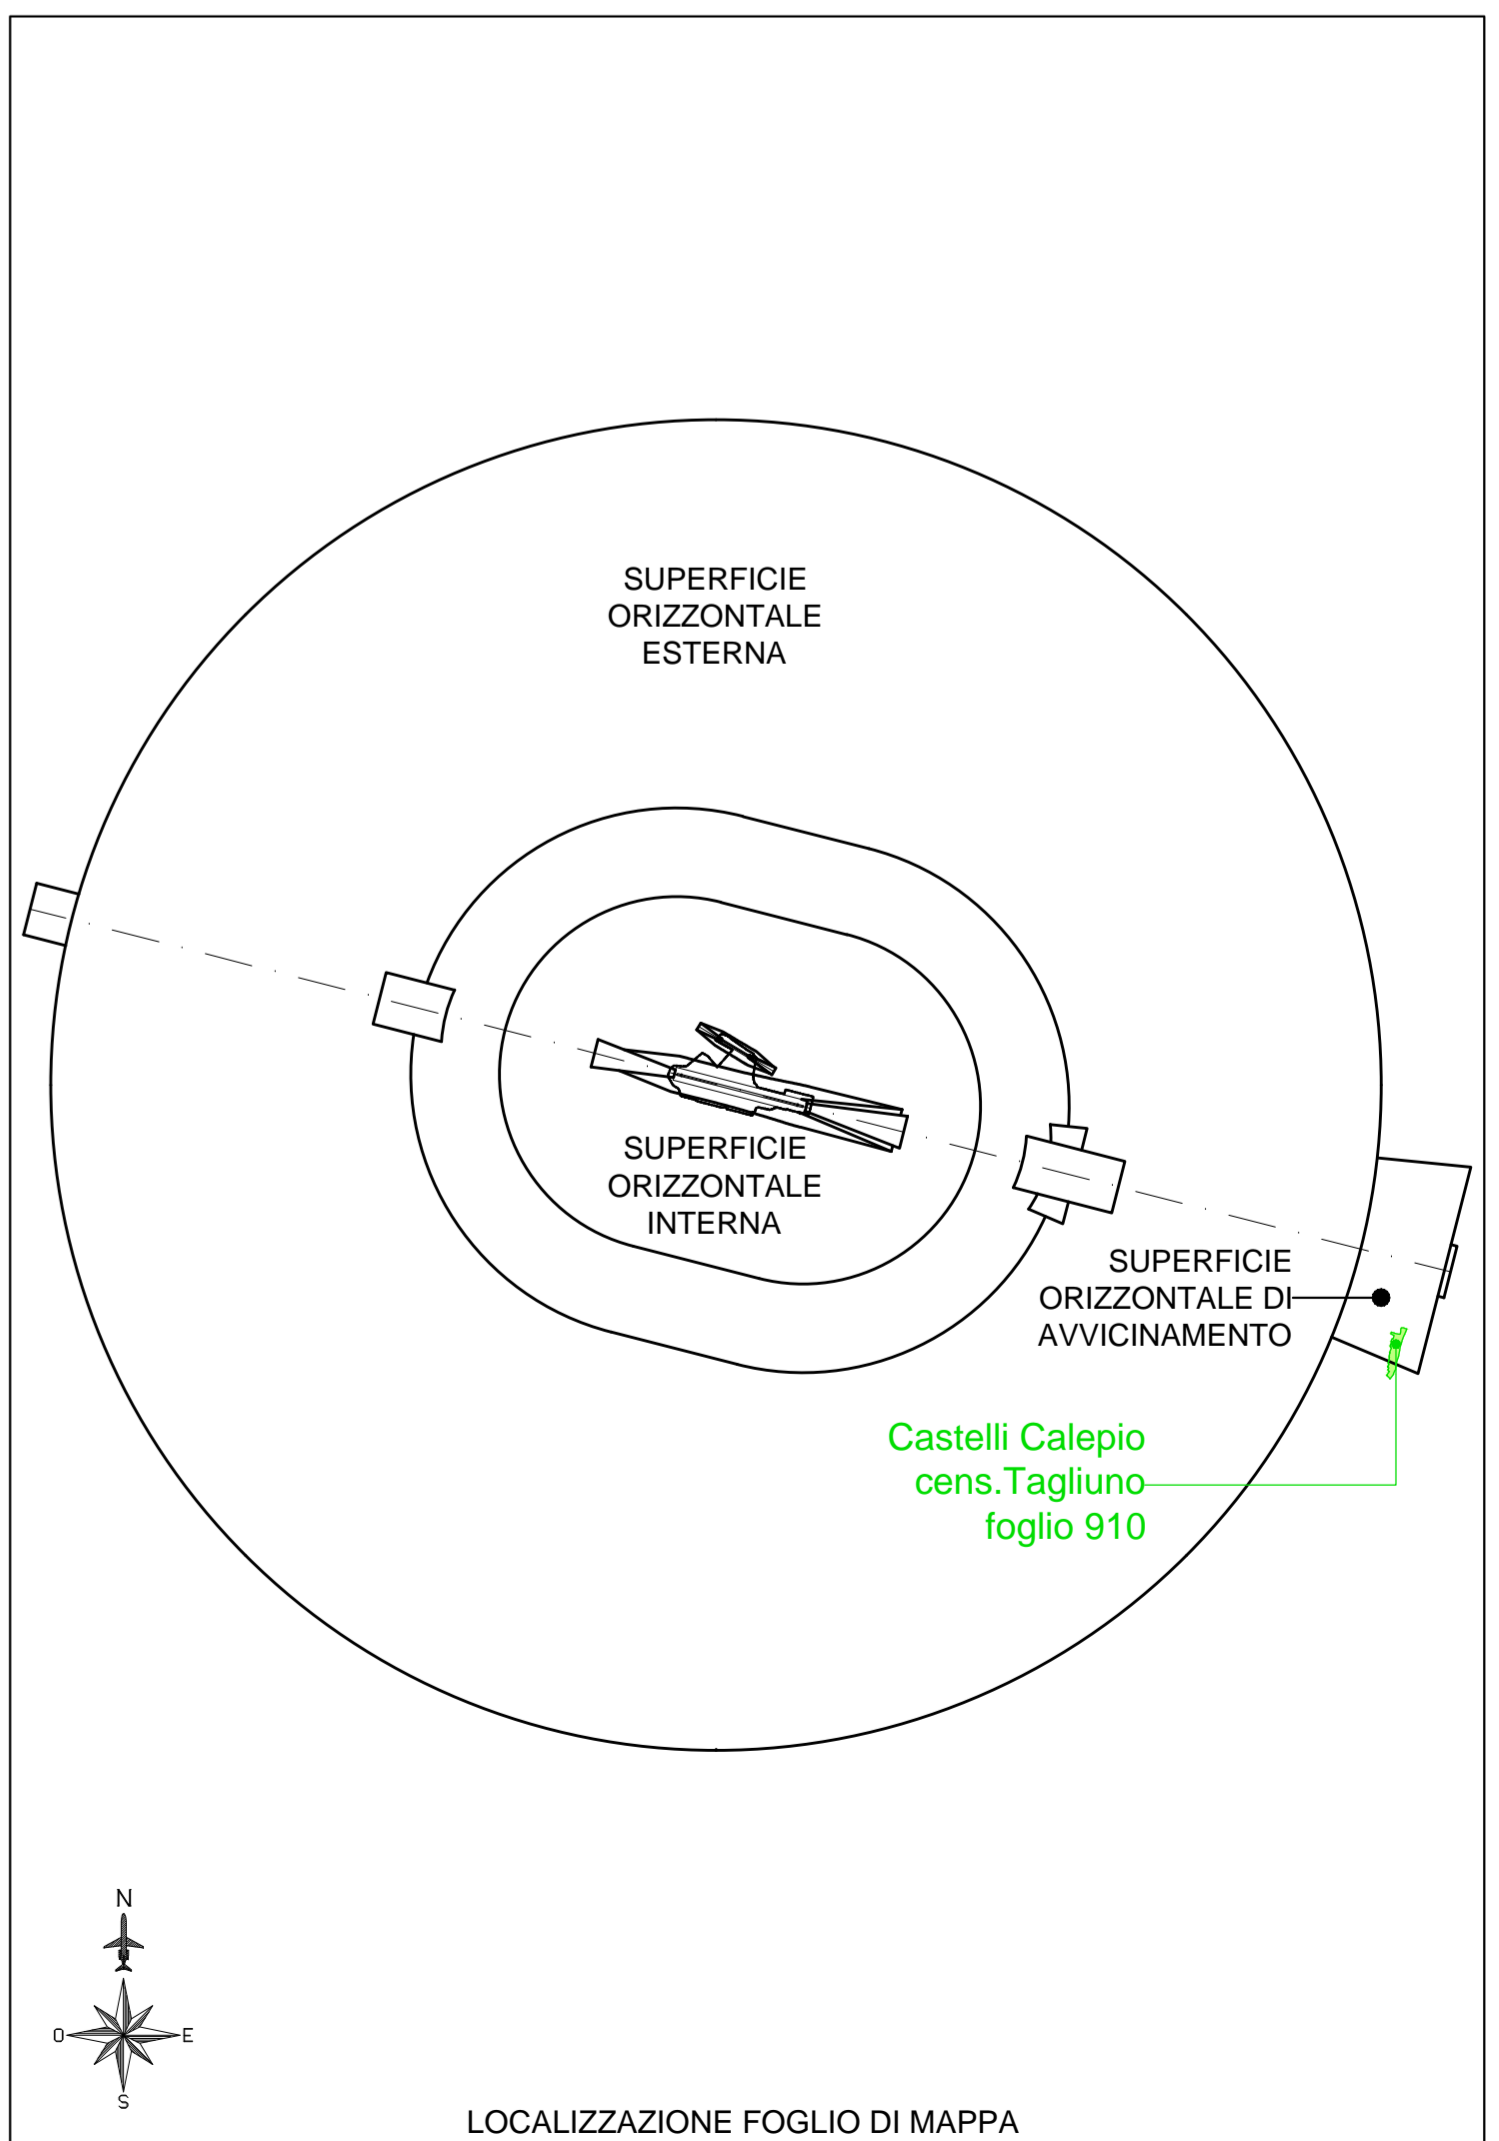 SUPERFICIE
ORIZZONTALE
ESTERNA
SUPERFICIE
ORIZZONTALE
INTERNA
SUPERFICIE
ORIZZONTALE DI
AVVICINAMENTO
Castelli Calepio
cens.Tagliuno
foglio 910
N
O
E
S
LOCALIZZAZIONE FOGLIO DI MAPPA